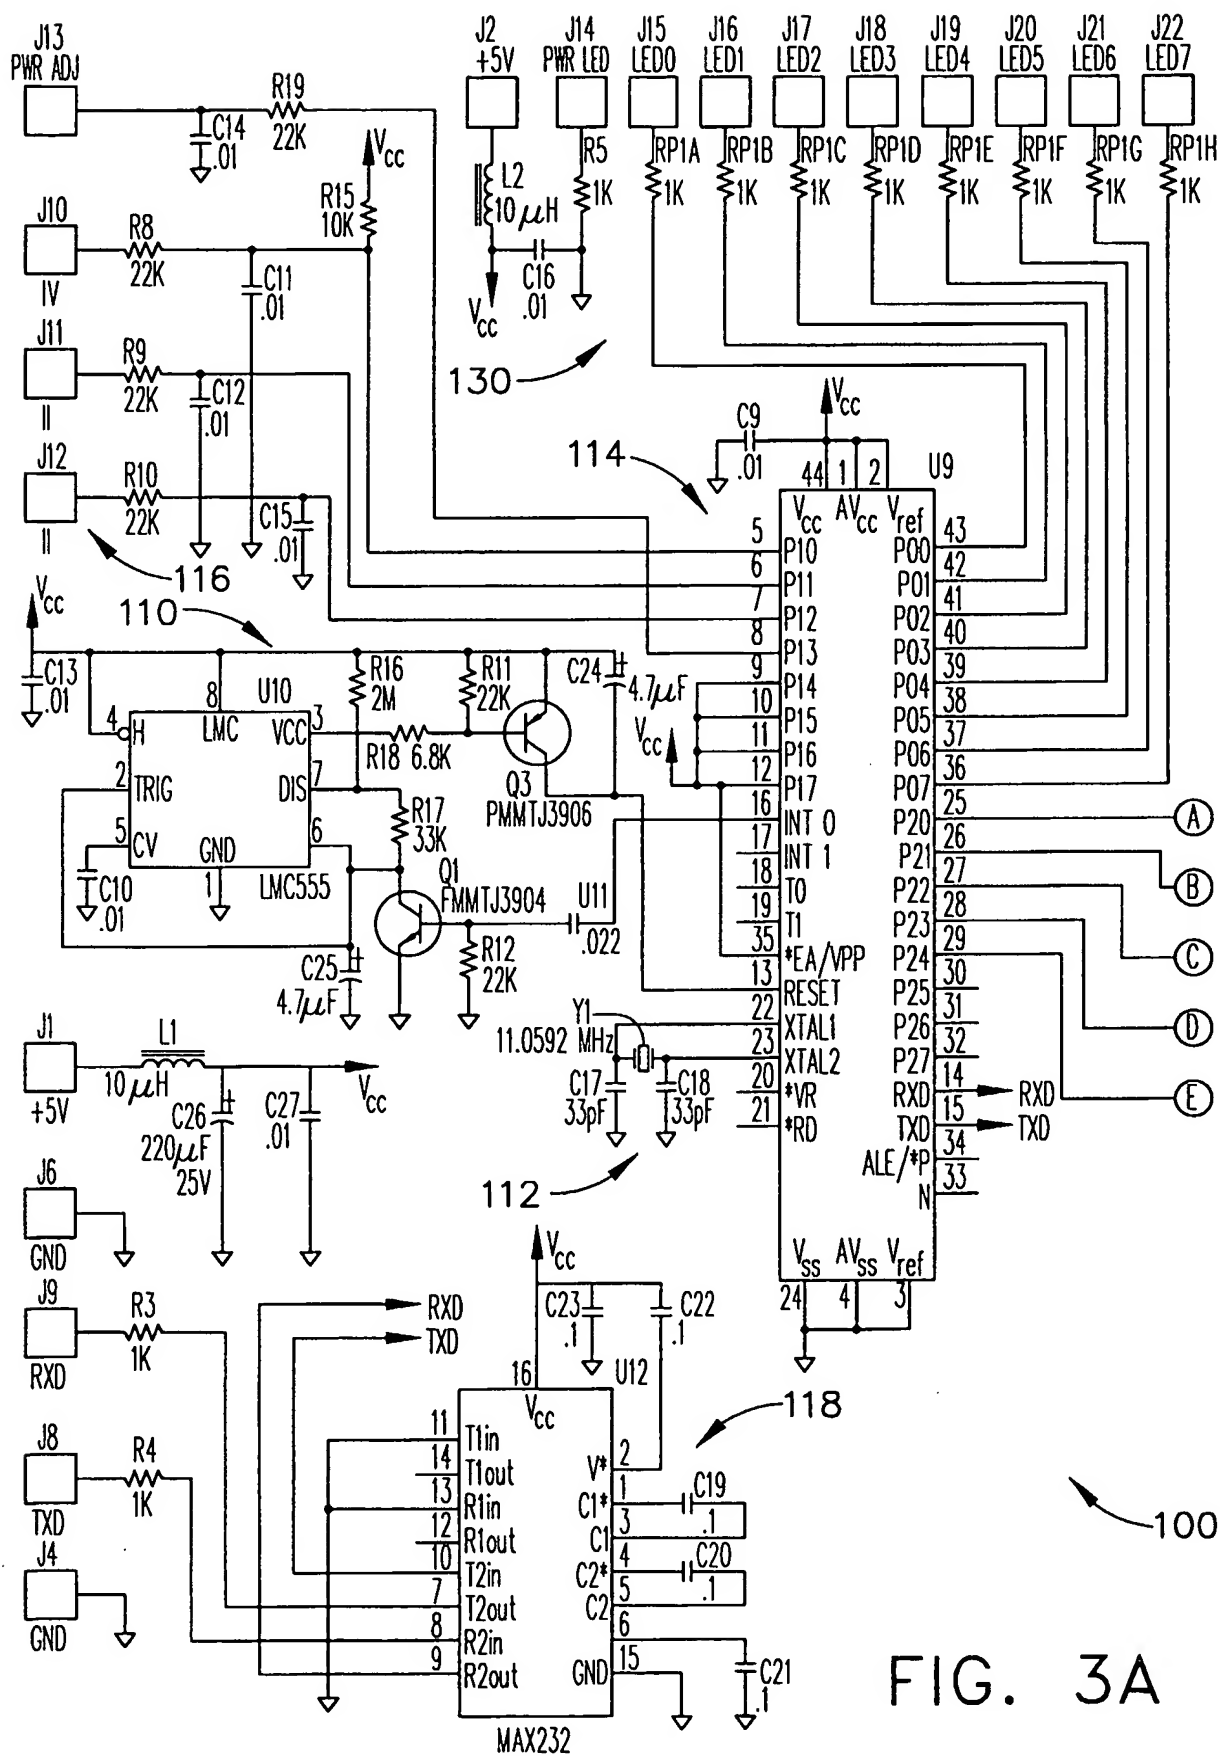 J13
PWR ADJ
J2
+5V
J14
PWR LED
J15
LED0
J16
LED1
J17
LED2
J18
LED3
J19
LED4
J20
LED5
J21
LED6
J22
LED7
R19
22K
C14
.01
Vcc
R15
10K
J10
IV
R8
22K
C11
.01
L2
10 μH
C16
.01
Vcc
R5
1K
RP1A
1K
RP1B
1K
RP1C
1K
RP1D
1K
RP1E
1K
RP1F
1K
RP1G
1K
RP1H
1K
J11
II
R9
22K
C12
.01
J12
II
R10
22K
C15
.01
130
114
116
110
C9
.01
Vcc
44
1
2
U9
Vcc
AVcc
Vref
5
P10
6
P11
7
P12
8
P13
9
P14
10
P15
11
P16
12
P17
16
INT 0
17
INT 1
18
T0
19
T1
35
*EA/VPP
13
RESET
22
XTAL1
23
XTAL2
20
*VR
21
*RD
43
P00
42
P01
41
P02
40
P03
39
P04
38
P05
37
P06
36
P07
25
P20
26
P21
27
P22
28
P23
29
P24
30
P25
31
P26
32
P27
14
RXD
RXD
15
TXD
TXD
34
ALE/*P
33
N
Vss
AVss
Vref
24
4
3
A
B
C
D
E
Vcc
C13
.01
U10
8
LMC
4
H
3
VCC
2
TRIG
7
DIS
5
CV
6
GND
1
LMC555
C10
.01
R16
2M
R11
22K
R18 6.8K
C24
+
4.7μF
Vcc
Q3
PMMTJ3906
R17
33K
Q1
FMMTJ3904
U11
.022
R12
22K
C25
+
4.7μF
Y1
11.0592 MHz
C17
33pF
C18
33pF
112
J1
+5V
L1
10 μH
C26
+
220μF
25V
C27
.01
Vcc
J6
GND
J9
RXD
R3
1K
J8
TXD
R4
1K
J4
GND
RXD
TXD
Vcc
C23
.1
C22
.1
U12
16
Vcc
11
T1in
14
T1out
13
R1in
12
R1out
10
T2in
7
T2out
8
R2in
9
R2out
2
V*
1
C1*
3
C1
4
C2*
5
C2
6
15
GND
C19
.1
C20
.1
C21
.1
MAX232
118
100
FIG. 3A